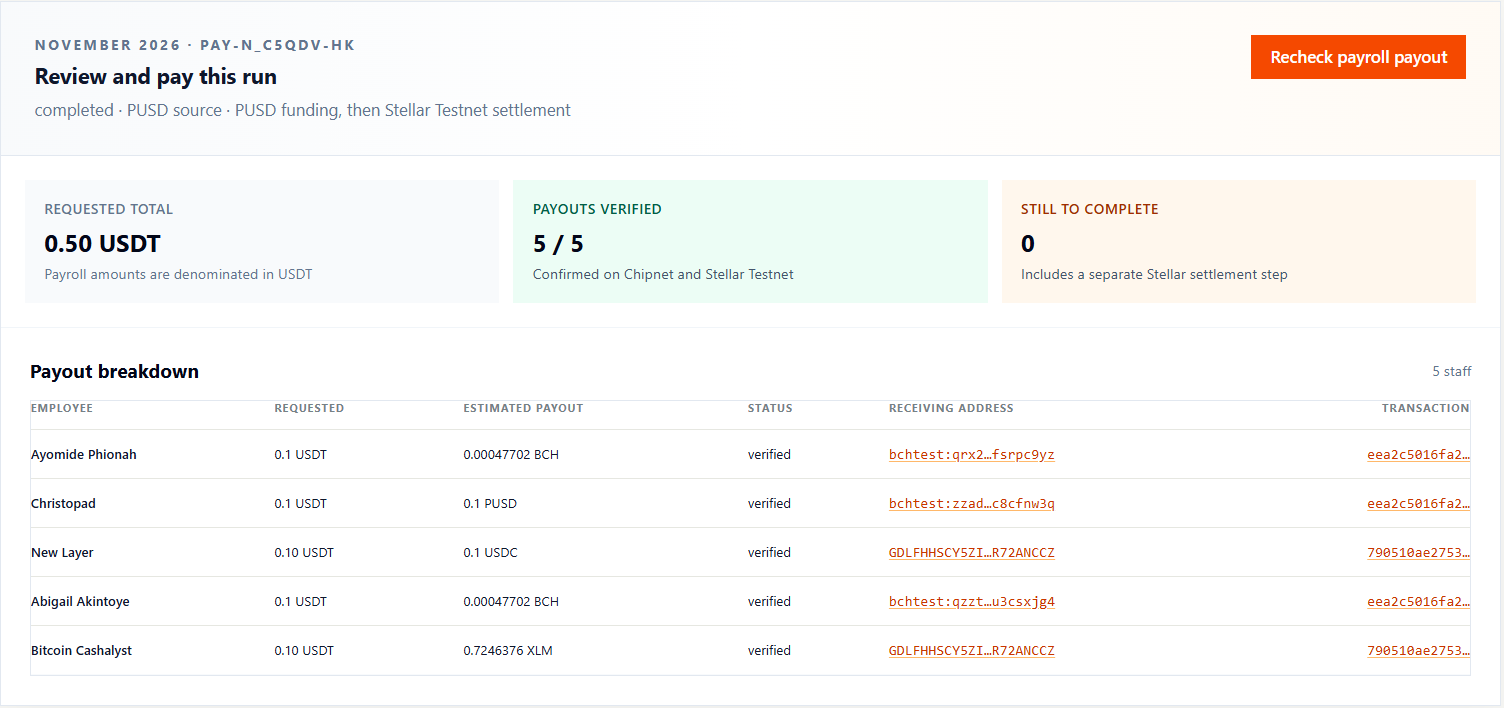 NOVEMBER 2026 · PAY-N_C5QDV-HK
Review and pay this run
completed · PUSD source · PUSD funding, then Stellar Testnet settlement
Recheck payroll payout
REQUESTED TOTAL
0.50 USDT
Payroll amounts are denominated in USDT
PAYOUTS VERIFIED
5 / 5
Confirmed on Chipnet and Stellar Testnet
STILL TO COMPLETE
0
Includes a separate Stellar settlement step
Payout breakdown
5 staff
EMPLOYEE REQUESTED ESTIMATED PAYOUT STATUS RECEIVING ADDRESS TRANSACTION
Ayomide Phionah 0.1 USDT 0.00047702 BCH verified bchtest:qrx2…fsrpc9yz eea2c5016fa2…
Christopad 0.1 USDT 0.1 PUSD verified bchtest:zzad…c8cfnw3q eea2c5016fa2…
New Layer 0.10 USDT 0.1 USDC verified GDLFHHSCY5ZI…R72ANCCZ 790510ae2753…
Abigail Akintoye 0.1 USDT 0.00047702 BCH verified bchtest:qzzt…u3csxjg4 eea2c5016fa2…
Bitcoin Cashalyst 0.10 USDT 0.7246376 XLM verified GDLFHHSCY5ZI…R72ANCCZ 790510ae2753…